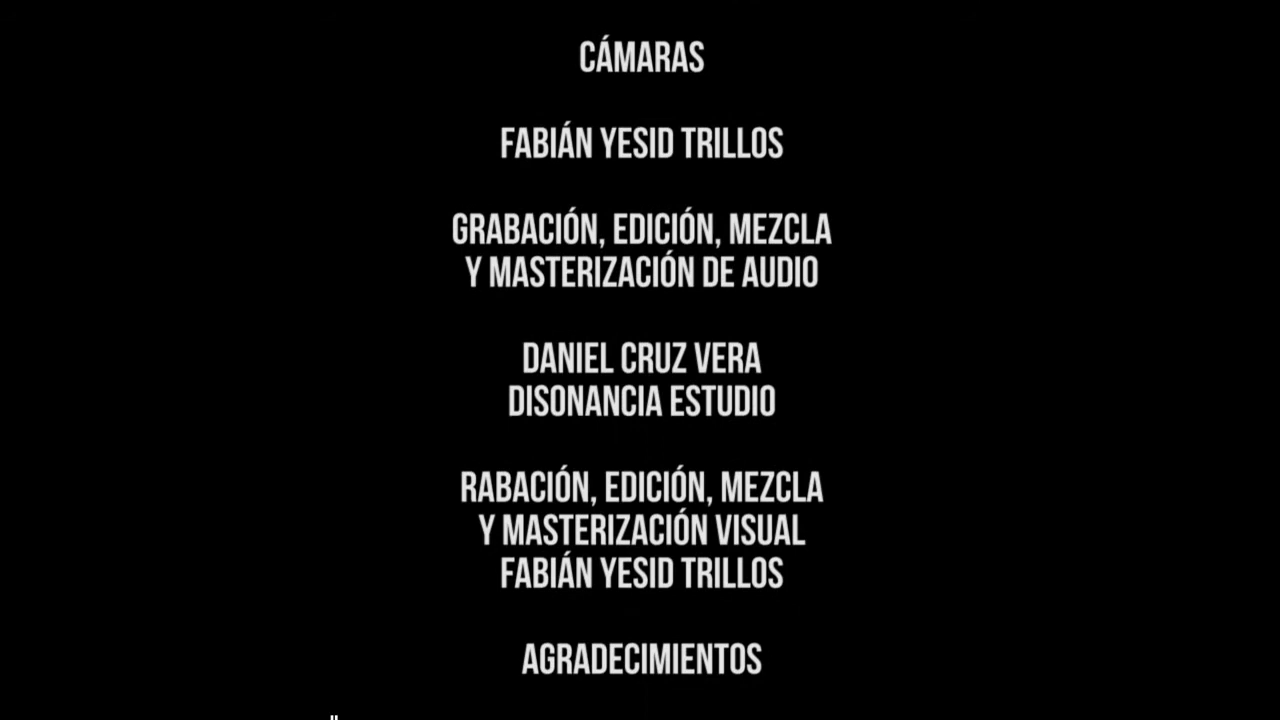 CÁMARAS
FABIÁN YESID TRILLOS
GRABACIÓN, EDICIÓN, MEZCLA
Y MASTERIZACIÓN DE AUDIO
DANIEL CRUZ VERA
DISONANCIA ESTUDIO
RABACIÓN, EDICIÓN, MEZCLA
Y MASTERIZACIÓN VISUAL
FABIÁN YESID TRILLOS
AGRADECIMIENTOS